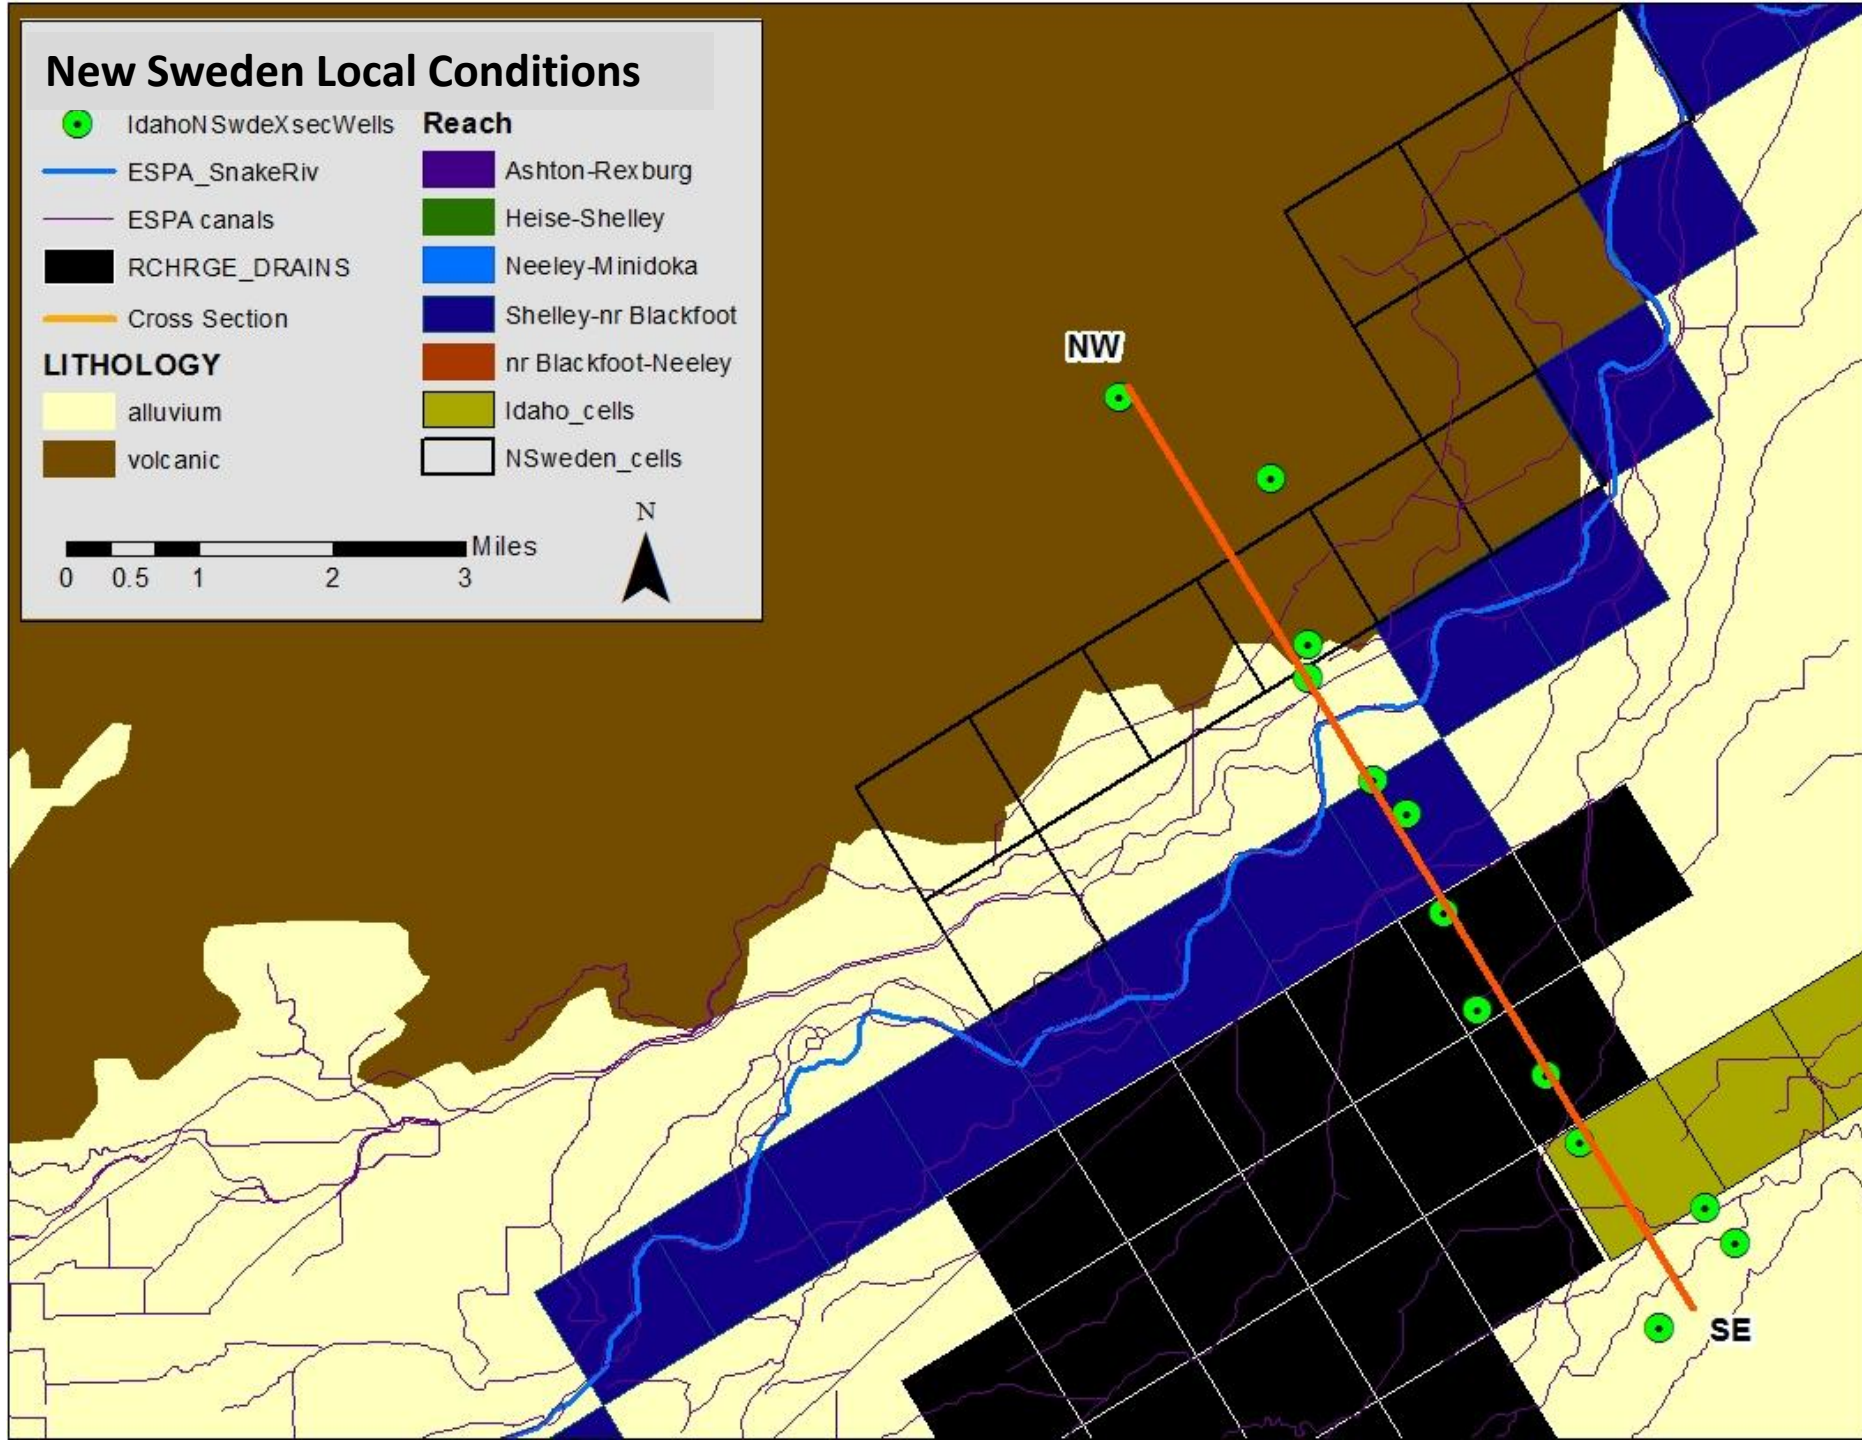 New Sweden Local Conditions
IdahoNSwdeXsecWells
ESPA_SnakeRiv
ESPA canals
RCHRGE_DRAINS
Cross Section
LITHOLOGY
alluvium
volcanic
Reach
Ashton-Rexburg
Heise-Shelley
Neeley-Minidoka
Shelley-nr Blackfoot
nr Blackfoot-Neeley
Idaho_cells
NSweden_cells
N
Miles
0 0.5 1 2 3
NW
SE